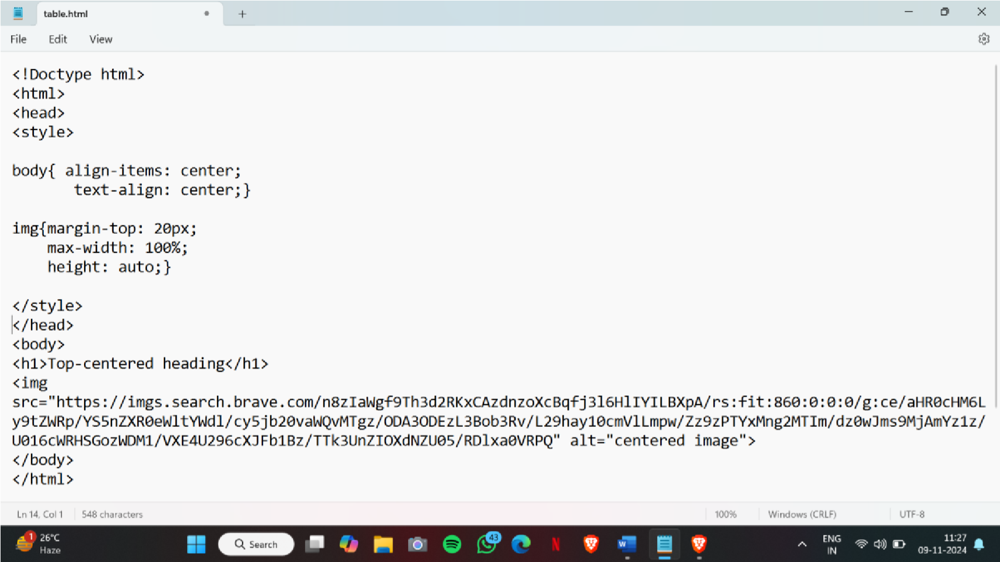 table.html
File Edit View
<!Doctype html>
<html>
<head>
<style>
body{ align-items: center;
text-align: center;}
img{margin-top: 20px;
max-width: 100%;
height: auto;}
</style>
</head>
<body>
<h1>Top-centered heading</h1>
<img
src="https://imgs.search.brave.com/n8zIaWgf9Th3d2RKxCAzdnzoXcBqfj3l6HlIYILBXpA/rs:fit:860:0:0:0/g:ce/aHR0cHM6L
y9tZWRp/YS5nZXR0eWltYWdl/cy5jb20vaWQvMTgz/ODA3ODEzL3Bob3Rv/L29hay10cmVlLmpw/Zz9zPTYxMng2MTIm/dz0wJms9MjAmYz1z/
U016cWRHSGozWDM1/VXE4U296cXJFb1Bz/TTk3UnZIOXdNZU05/RDlxa0VRPQ" alt="centered image">
</body>
</html>
Ln 14, Col 1 548 characters 100% Windows (CRLF) UTF-8
1 26°C
Haze
Search
43
ENG
IN
11:27
09-11-2024